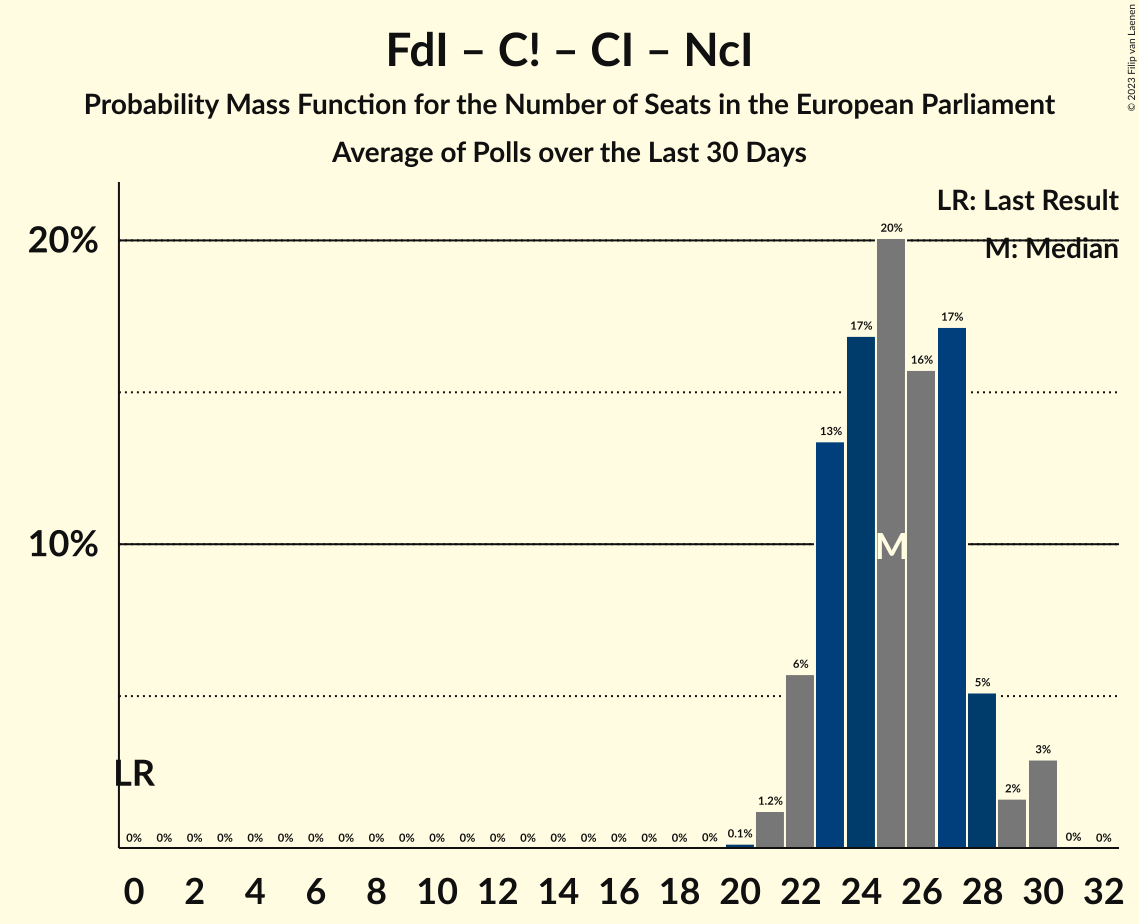 FdI – C! – CI – NcI
Probability Mass Function for the Number of Seats in the European Parliament
Average of Polls over the Last 30 Days
© 2023 Filip van Laenen
LR: Last Result
M: Median
20%
10%
20%
17%
17%
16%
13%
M
6%
5%
3%
2%
1.2%
0.1%
LR
0% 0% 0% 0% 0% 0% 0% 0% 0% 0% 0% 0% 0% 0% 0% 0% 0% 0% 0% 0% 0% 0%
0 2 4 6 8 10 12 14 16 18 20 22 24 26 28 30 32